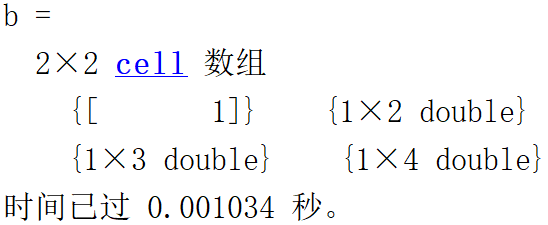 b =
2×2 cell 数组
{[        1]}    {1×2 double}
{1×3 double}    {1×4 double}
时间已过 0.001034 秒。